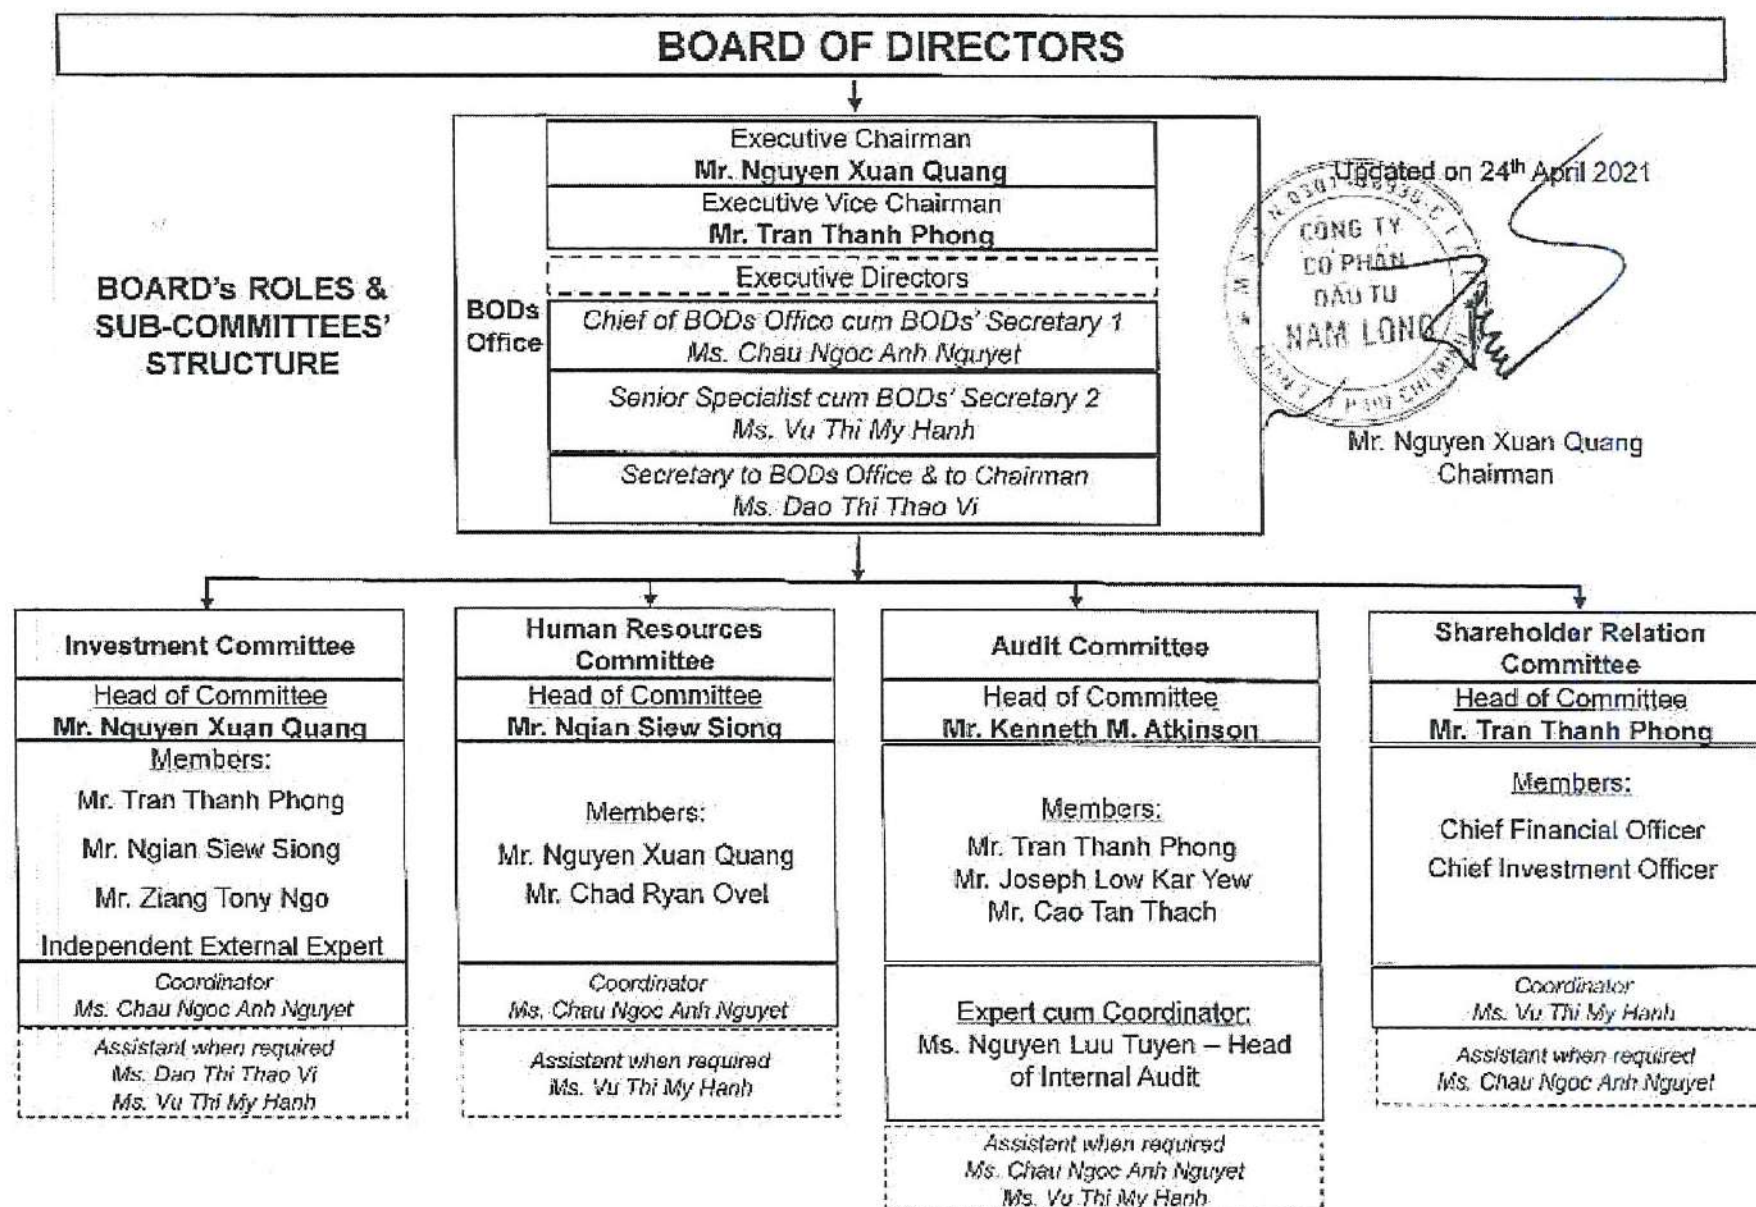 BOARD OF DIRECTORS
Executive Chairman
Mr. Nguyen Xuan Quang
Executive Vice Chairman
Mr. Tran Thanh Phong
Executive Directors
BODs
Office
Chief of BODs Office cum BODs' Secretary 1
Ms. Chau Ngoc Anh Nguyet
Senior Specialist cum BODs' Secretary 2
Ms. Vu Thi My Hanh
Secretary to BODs Office & to Chairman
Ms. Dao Thi Thao Vi
BOARD's ROLES &
SUB-COMMITTEES'
STRUCTURE
Updated on 24th April 2021
CÔNG TY
CỔ PHẦN
ĐẦU TƯ
NAM LONG
Mr. Nguyen Xuan Quang
Chairman
Investment Committee
Head of Committee
Mr. Nguyen Xuan Quang
Members:
Mr. Tran Thanh Phong
Mr. Ngian Siew Siong
Mr. Ziang Tony Ngo
Independent External Expert
Coordinator
Ms. Chau Ngoc Anh Nguyet
Assistant when required
Ms. Dao Thi Thao Vi
Ms. Vu Thi My Hanh
Human Resources
Committee
Head of Committee
Mr. Ngian Siew Siong
Members:
Mr. Nguyen Xuan Quang
Mr. Chad Ryan Ovel
Coordinator
Ms. Chau Ngoc Anh Nguyet
Assistant when required
Ms. Vu Thi My Hanh
Audit Committee
Head of Committee
Mr. Kenneth M. Atkinson
Members:
Mr. Tran Thanh Phong
Mr. Joseph Low Kar Yew
Mr. Cao Tan Thach
Expert cum Coordinator:
Ms. Nguyen Luu Tuyen – Head
of Internal Audit
Assistant when required
Ms. Chau Ngoc Anh Nguyet
Ms. Vu Thi My Hanh
Shareholder Relation
Committee
Head of Committee
Mr. Tran Thanh Phong
Members:
Chief Financial Officer
Chief Investment Officer
Coordinator
Ms. Vu Thi My Hanh
Assistant when required
Ms. Chau Ngoc Anh Nguyet